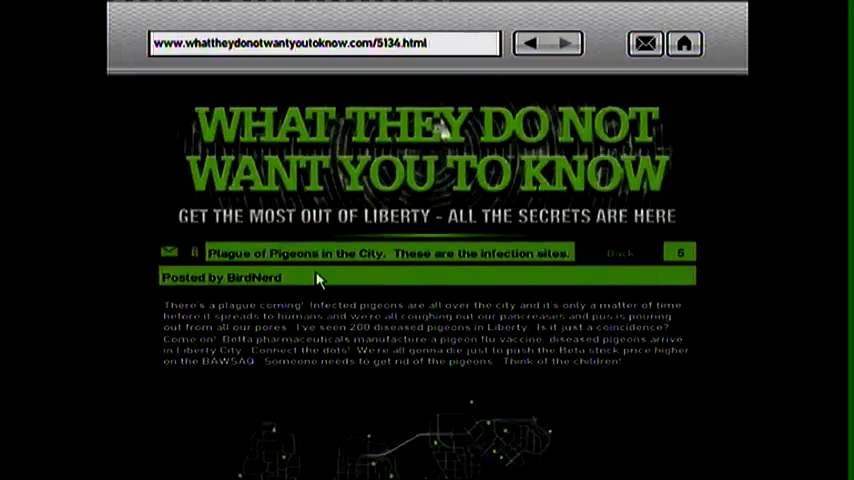 www.whattheydonotwantyoutoknow.com/5134.html
WHAT THEY DO NOT
WANT YOU TO KNOW
GET THE MOST OUT OF LIBERTY - ALL THE SECRETS ARE HERE
Plague of Pigeons in the City. These are the infection sites. Back 5
Posted by BirdNerd
There's a plague coming! Infected pigeons are all over the city and it's only a matter of time
before it spreads to humans and we're all coughing out our pancreases and pus is pouring
out from all our pores. I've seen 200 diseased pigeons in Liberty. Is it just a coincidence?
Come on! Betta pharmaceuticals manufacture a pigeon flu vaccine, diseased pigeons arrive
in Liberty City. Connect the dots! We're all gonna die just to push the Beta stock price higher
on the BAWSAQ. Someone needs to get rid of the pigeons. Think of the children!